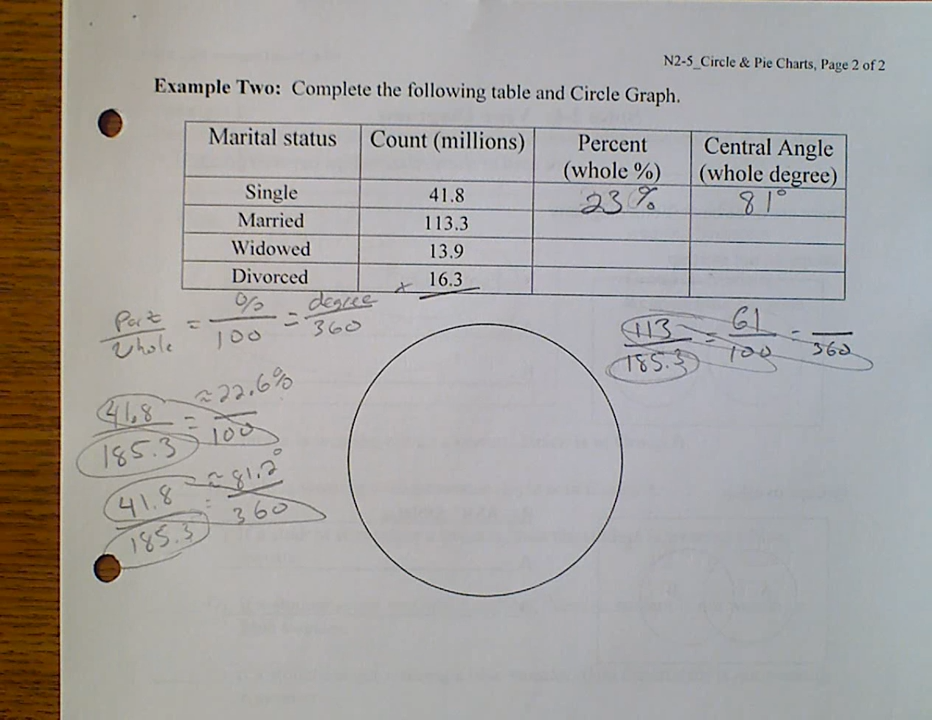 N2-5_Circle & Pie Charts, Page 2 of 2
Example Two: Complete the following table and Circle Graph.
Marital status Count (millions) Percent (whole %) Central Angle (whole degree)
Single 41.8 23% 81°
Married 113.3
Widowed 13.9
Divorced + 16.3
Part/Whole = %/100 = degree/360
113/185.3 = 61/100 = /360
41.8/185.3 = ≈22.6%/100
41.8/185.3 = ≈81.2°/360